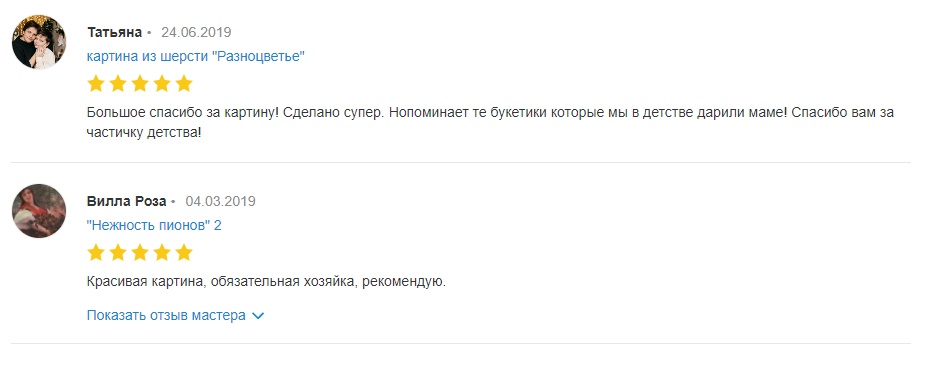 Татьяна • 24.06.2019
картина из шерсти "Разноцветье"
Большое спасибо за картину! Сделано супер. Нопоминает те букетики которые мы в детстве дарили маме! Спасибо вам за
частичку детства!
Вилла Роза • 04.03.2019
"Нежность пионов" 2
Красивая картина, обязательная хозяйка, рекомендую.
Показать отзыв мастера